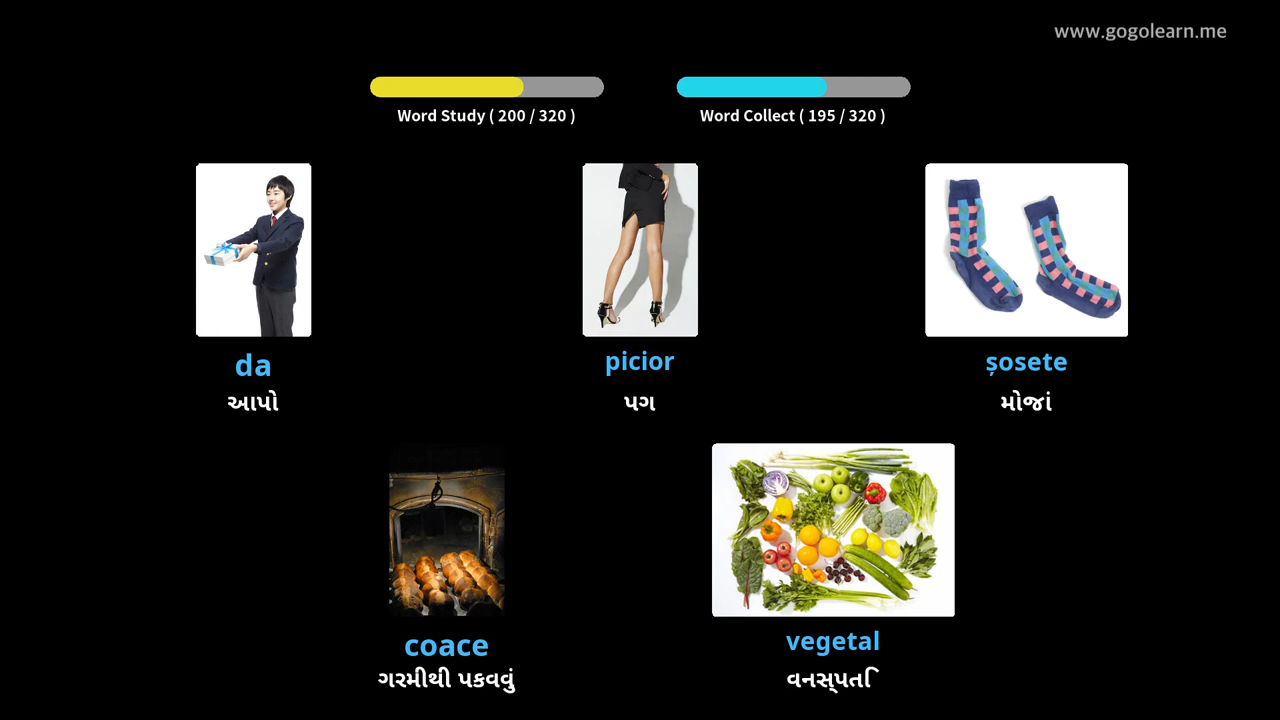 www.gogolearn.me
Word Study ( 200 / 320 )
Word Collect ( 195 / 320 )
da
આપો
picior
પગ
șosete
મોજાં
coace
ગરમીથી પકવવું
vegetal
વનસ્પતિ